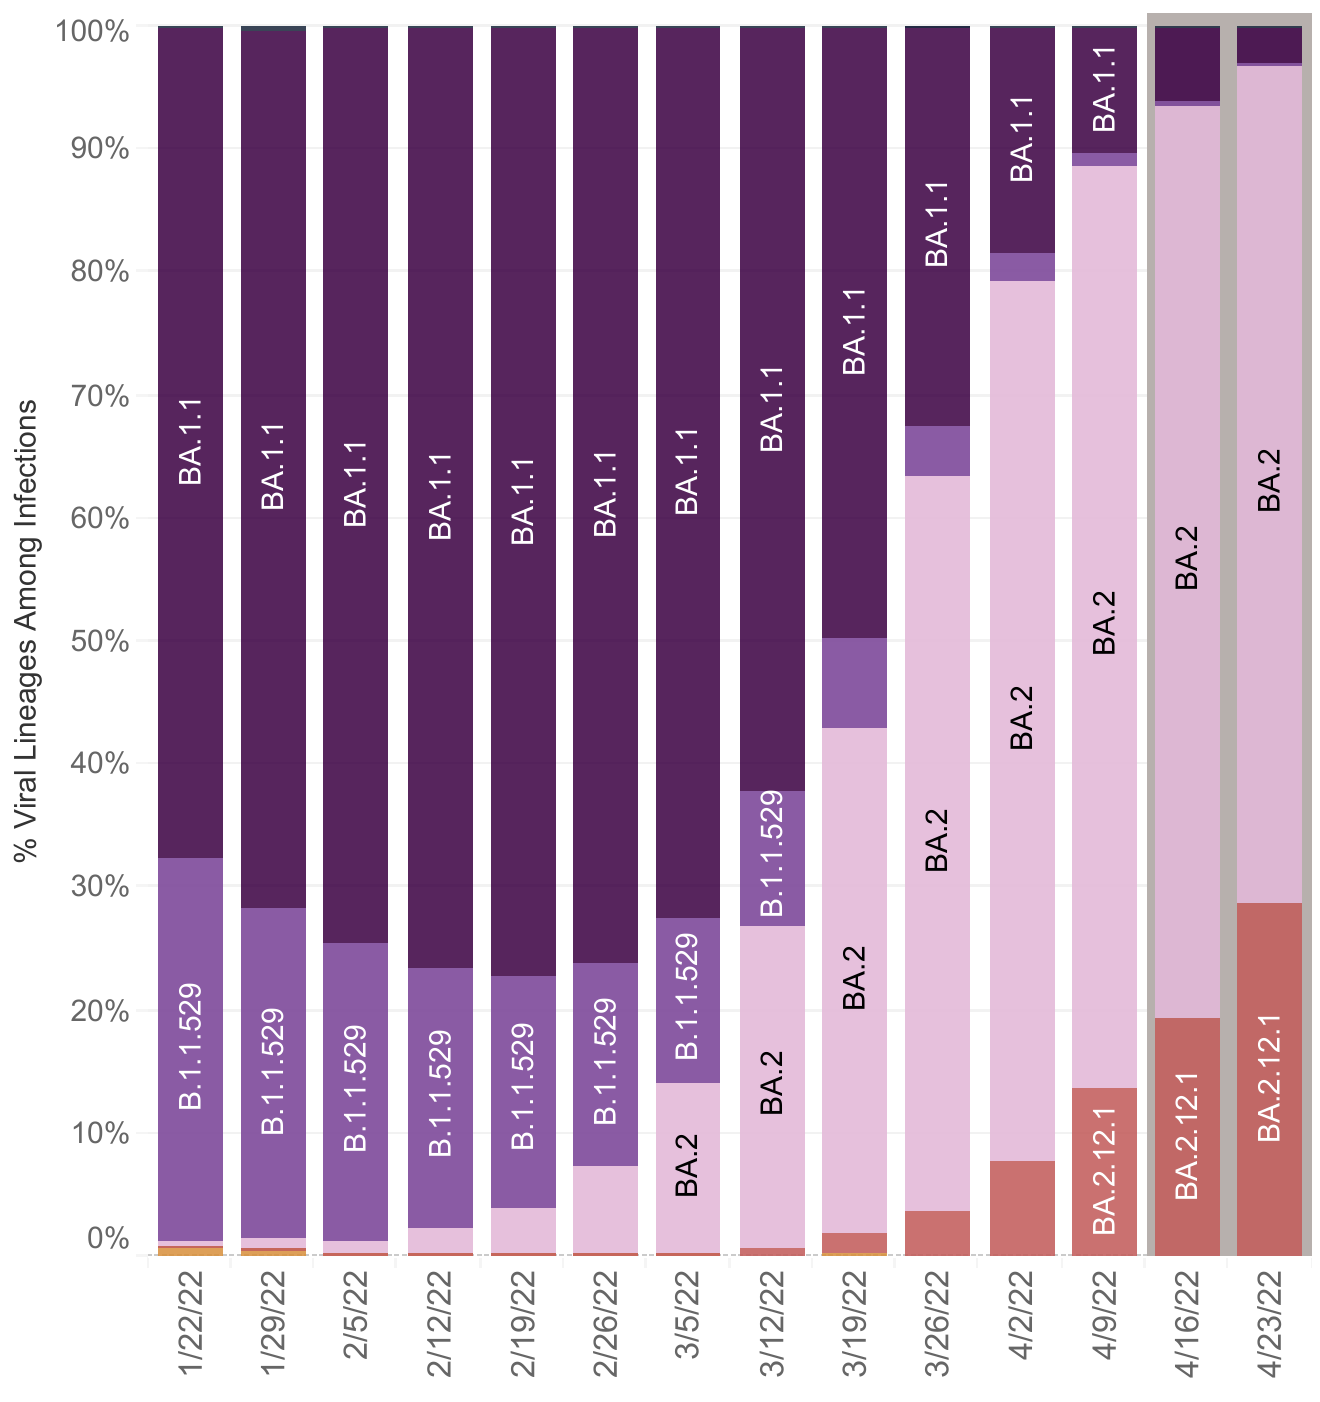 % Viral Lineages Among Infections
100%
90%
80%
70%
60%
50%
40%
30%
20%
10%
0%
BA.1.1
B.1.1.529
BA.1.1
B.1.1.529
BA.1.1
B.1.1.529
BA.1.1
B.1.1.529
BA.1.1
B.1.1.529
BA.1.1
B.1.1.529
BA.1.1
B.1.1.529
BA.2
BA.1.1
B.1.1.529
BA.2
BA.1.1
BA.2
BA.1.1
BA.2
BA.1.1
BA.2
BA.1.1
BA.2
BA.2.12.1
BA.2
BA.2.12.1
BA.2
BA.2.12.1
1/22/22
1/29/22
2/5/22
2/12/22
2/19/22
2/26/22
3/5/22
3/12/22
3/19/22
3/26/22
4/2/22
4/9/22
4/16/22
4/23/22